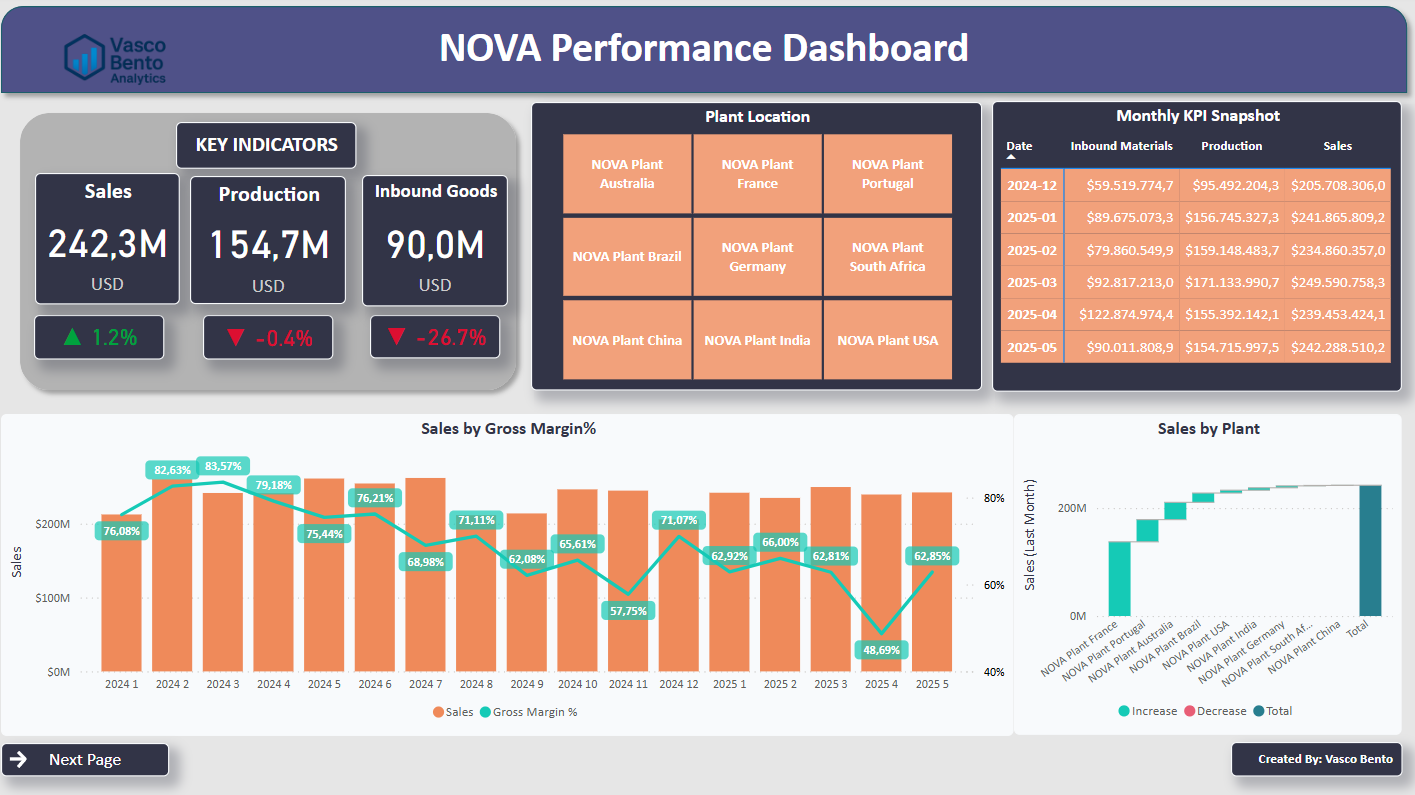 Vasco
Bento
Analytics
NOVA Performance Dashboard
KEY INDICATORS
Sales
242,3M
USD
1.2%
Production
154,7M
USD
-0.4%
Inbound Goods
90,0M
USD
-26.7%
Plant Location
NOVA Plant
Australia
NOVA Plant
France
NOVA Plant
Portugal
NOVA Plant Brazil
NOVA Plant
Germany
NOVA Plant
South Africa
NOVA Plant China
NOVA Plant India
NOVA Plant USA
Monthly KPI Snapshot
Date Inbound Materials Production Sales
2024-12 $59.519.774,7 $95.492.204,3 $205.708.306,0
2025-01 $89.675.073,3 $156.745.327,3 $241.865.809,2
2025-02 $79.860.549,9 $159.148.483,7 $234.860.357,0
2025-03 $92.817.213,0 $171.133.990,7 $249.590.758,3
2025-04 $122.874.974,4 $155.392.142,1 $239.453.424,1
2025-05 $90.011.808,9 $154.715.997,5 $242.288.510,2
Sales by Gross Margin%
Sales
$200M
$100M
$0M
76,08% 82,63% 83,57% 79,18% 75,44% 76,21% 68,98% 71,11% 62,08% 65,61% 57,75% 71,07% 62,92% 66,00% 62,81% 48,69% 62,85%
80%
60%
40%
2024 1 2024 2 2024 3 2024 4 2024 5 2024 6 2024 7 2024 8 2024 9 2024 10 2024 11 2024 12 2025 1 2025 2 2025 3 2025 4 2025 5
Sales Gross Margin %
Sales by Plant
Sales (Last Month)
200M
0M
NOVA Plant France
NOVA Plant Portugal
NOVA Plant Australia
NOVA Plant Brazil
NOVA Plant USA
NOVA Plant India
NOVA Plant Germany
NOVA Plant South Af...
NOVA Plant China
Total
Increase Decrease Total
Next Page
Created By: Vasco Bento